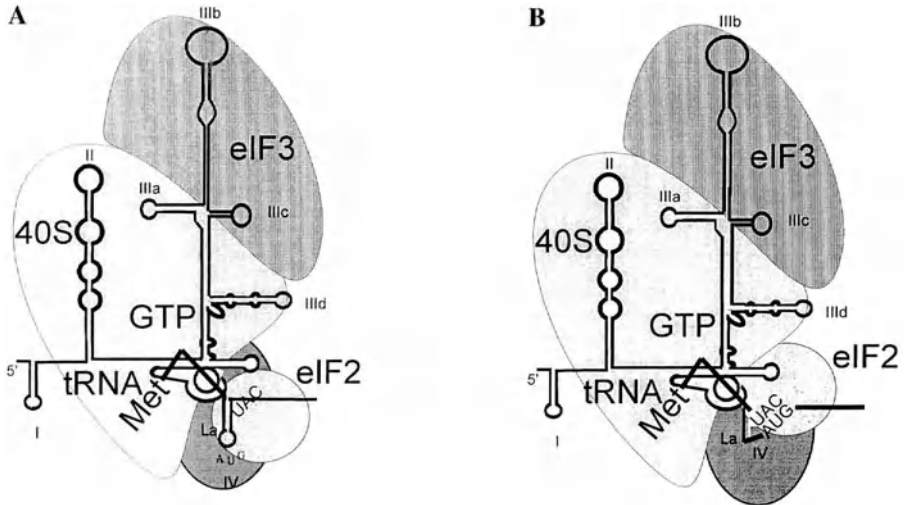 A
IIIb
eIF3
II
IIIa
IIIc
40S
IIId
GTP
eIF2
5'
tRNA
Met
UAC
I
La
AUG
IV
B
IIIb
eIF3
II
IIIa
IIIc
40S
IIId
GTP
eIF2
5'
tRNA
Met
UAC
AUG
I
La
IV